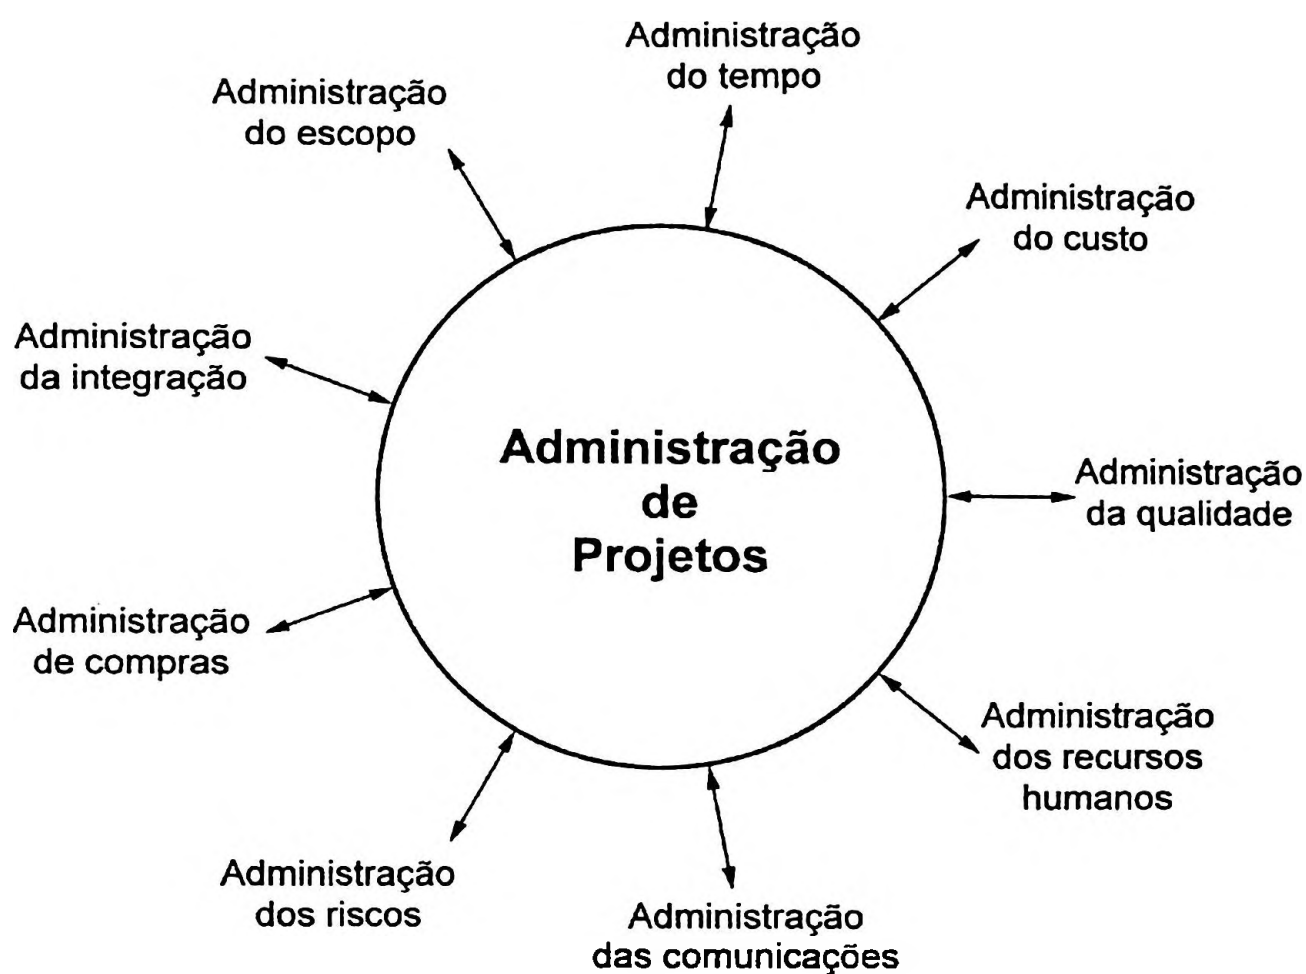 Administração
do tempo
Administração
do escopo
Administração
do custo
Administração
da integração
Administração
de
Projetos
Administração
da qualidade
Administração
de compras
Administração
dos recursos
humanos
Administração
dos riscos
Administração
das comunicações